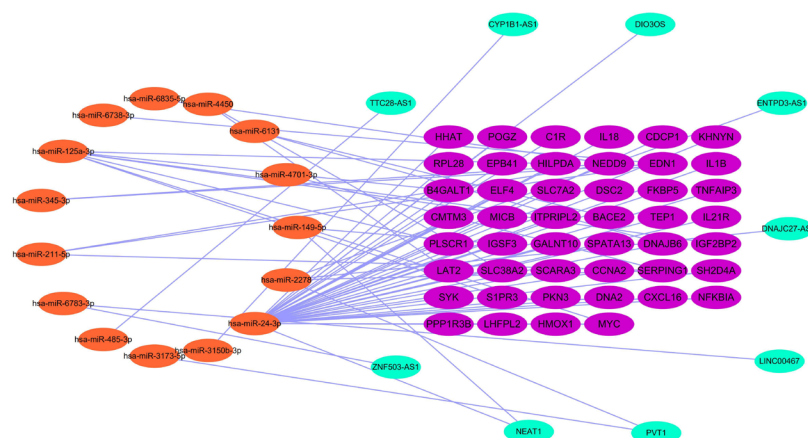 CYP1B1-AS1
DIO3OS
hsa-miR-6835-5p
hsa-miR-4450
hsa-miR-6738-3p
TTC28-AS1
ENTPD3-AS1
hsa-miR-6131
HHAT POGZ C1R IL18 CDCP1 KHNYN
hsa-miR-125a-3p
RPL28 EPB41 HILPDA NEDD9 EDN1 IL1B
hsa-miR-4701-3p
B4GALT1 ELF4 SLC7A2 DSC2 FKBP5 TNFAIP3
hsa-miR-345-3p
CMTM3 MICB ITPRIPL2 BACE2 TEP1 IL21R
hsa-miR-149-5p
DNAJC27-AS
PLSCR1 IGSF3 GALNT10 SPATA13 DNAJB6 IGF2BP2
hsa-miR-211-5p
LAT2 SLC38A2 SCARA3 CCNA2 SERPING1 SH2D4A
hsa-miR-2278
SYK S1PR3 PKN3 DNA2 CXCL16 NFKBIA
hsa-miR-6783-3p
hsa-miR-24-3p
PPP1R3B LHFPL2 HMOX1 MYC
hsa-miR-485-3p
hsa-miR-3150b-3p
hsa-miR-3173-5p
LINC00467
ZNF503-AS1
NEAT1
PVT1